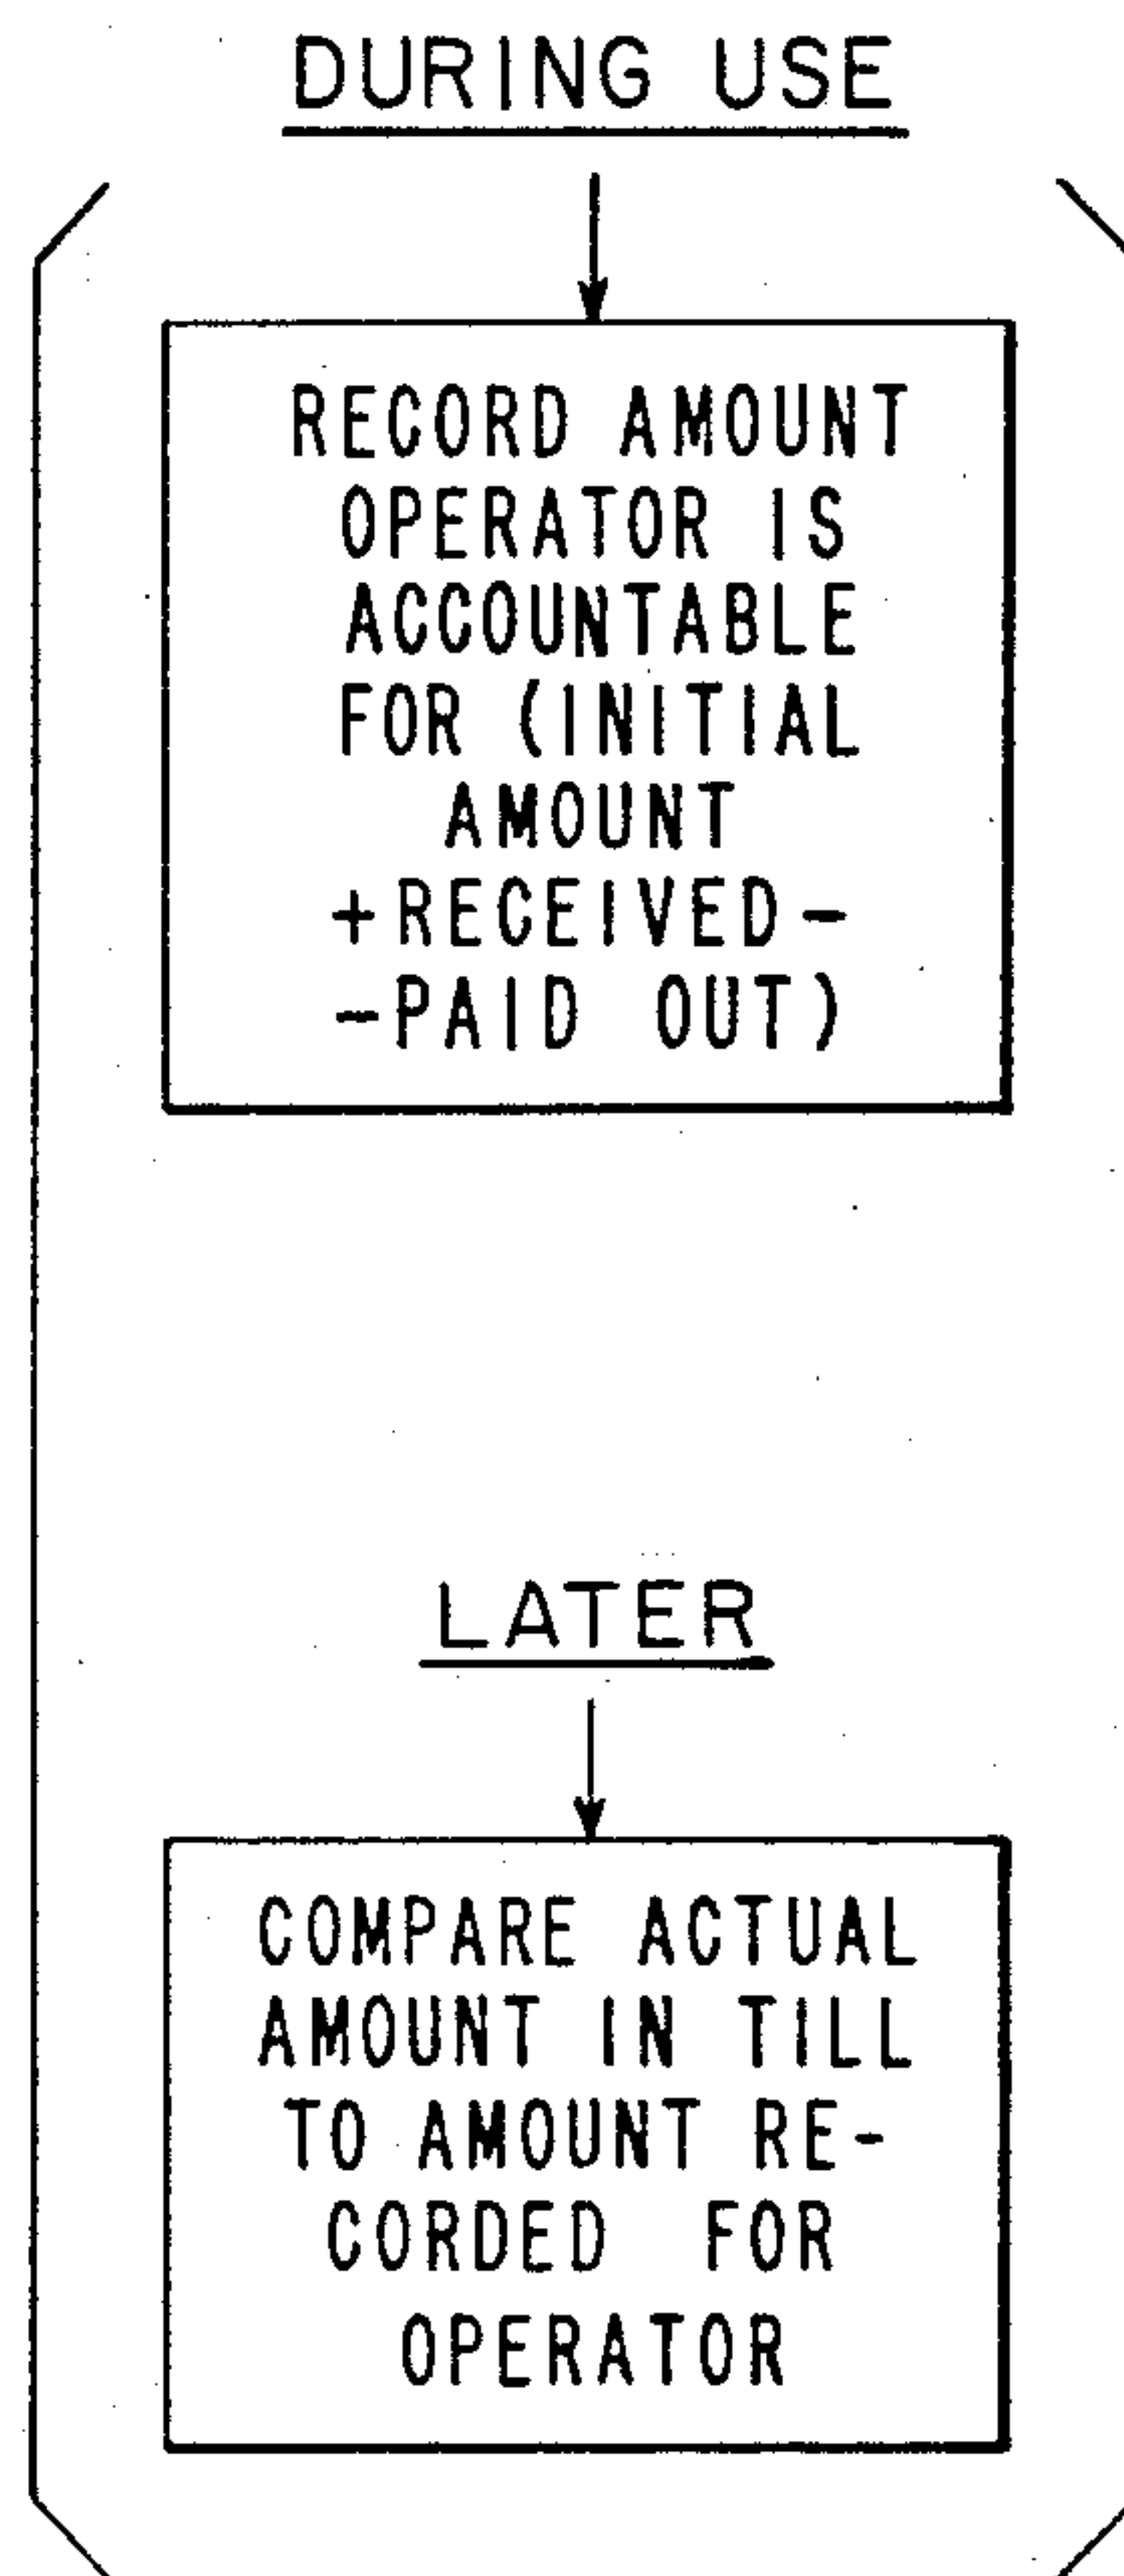 DURING USE
RECORD AMOUNT
OPERATOR IS
ACCOUNTABLE
FOR (INITIAL
AMOUNT
+RECEIVED-
-PAID OUT)
LATER
COMPARE ACTUAL
AMOUNT IN TILL
TO AMOUNT RE-
CORDED FOR
OPERATOR